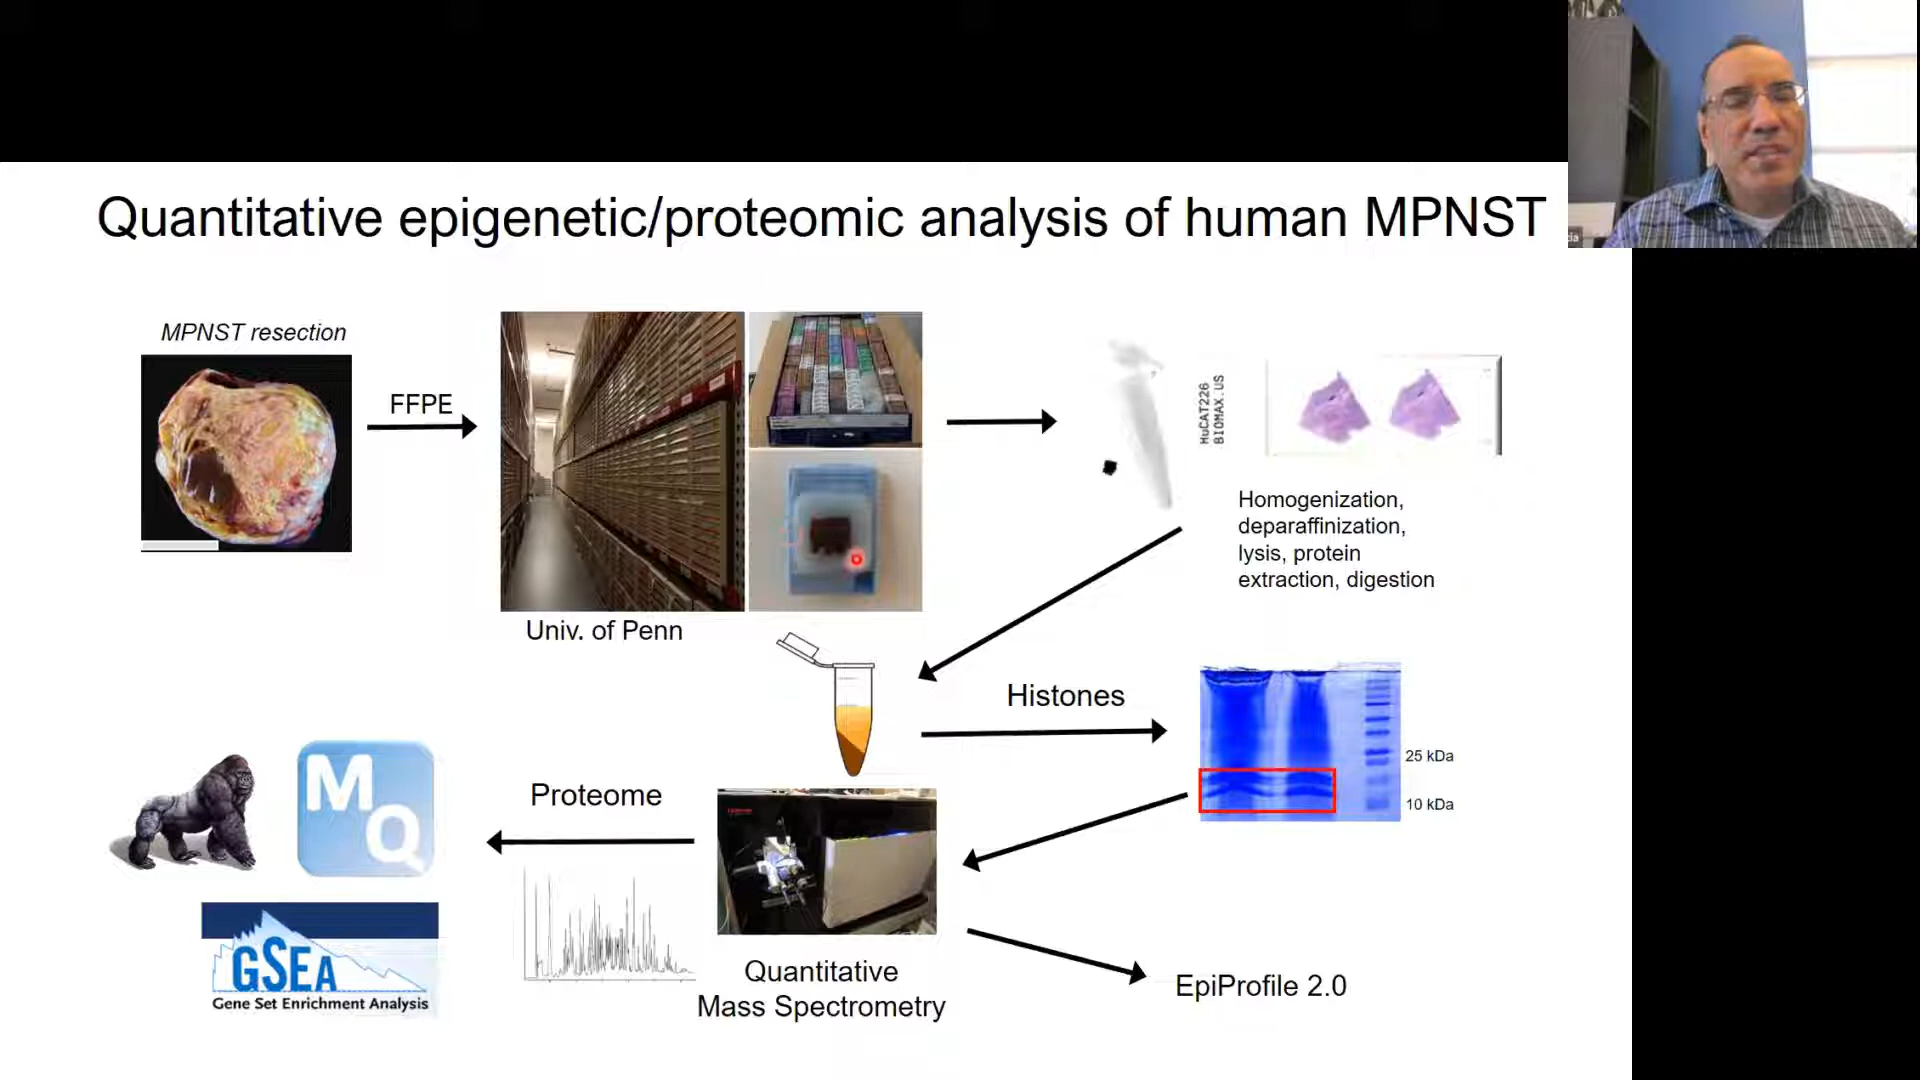 Quantitative epigenetic/proteomic analysis of human MPNST
MPNST resection
FFPE
Univ. of Penn
HuCAT226
BIOMAX.US
Homogenization,
deparaffinization,
lysis, protein
extraction, digestion
Histones
25 kDa
10 kDa
Proteome
MQ
GSEA
Gene Set Enrichment Analysis
Quantitative
Mass Spectrometry
EpiProfile 2.0